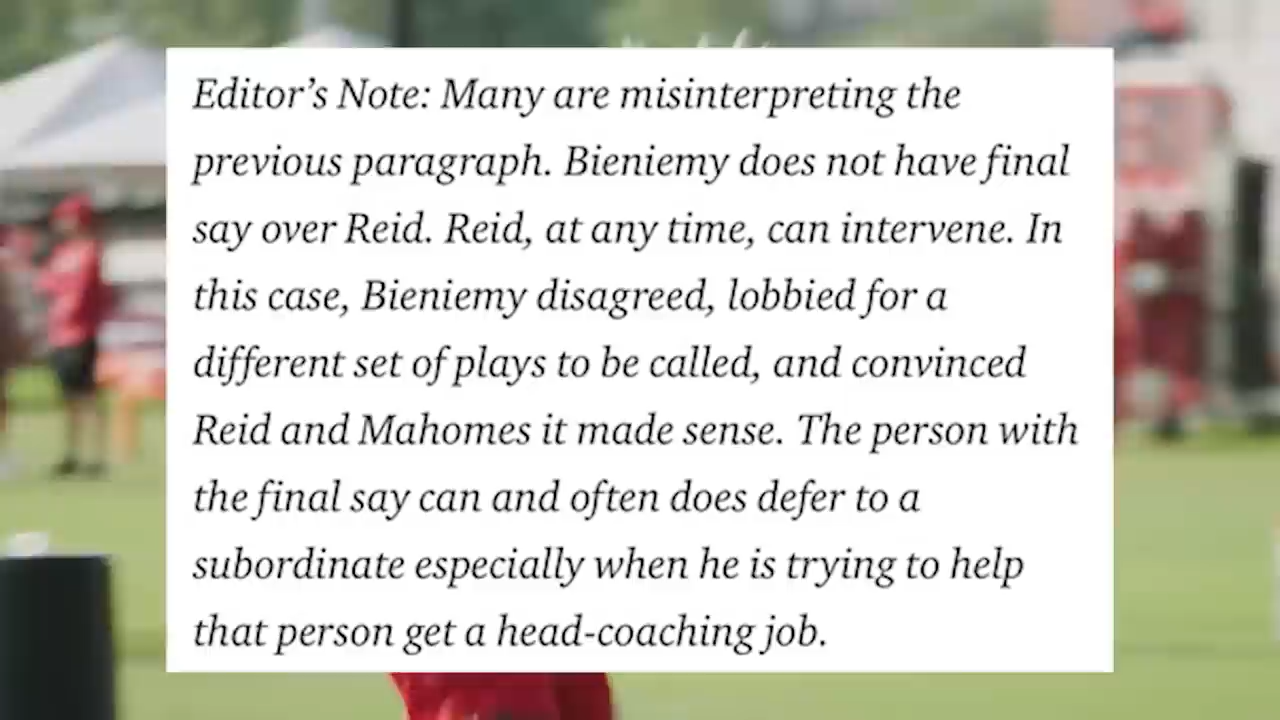 Editor’s Note: Many are misinterpreting the
previous paragraph. Bieniemy does not have final
say over Reid. Reid, at any time, can intervene. In
this case, Bieniemy disagreed, lobbied for a
different set of plays to be called, and convinced
Reid and Mahomes it made sense. The person with
the final say can and often does defer to a
subordinate especially when he is trying to help
that person get a head-coaching job.